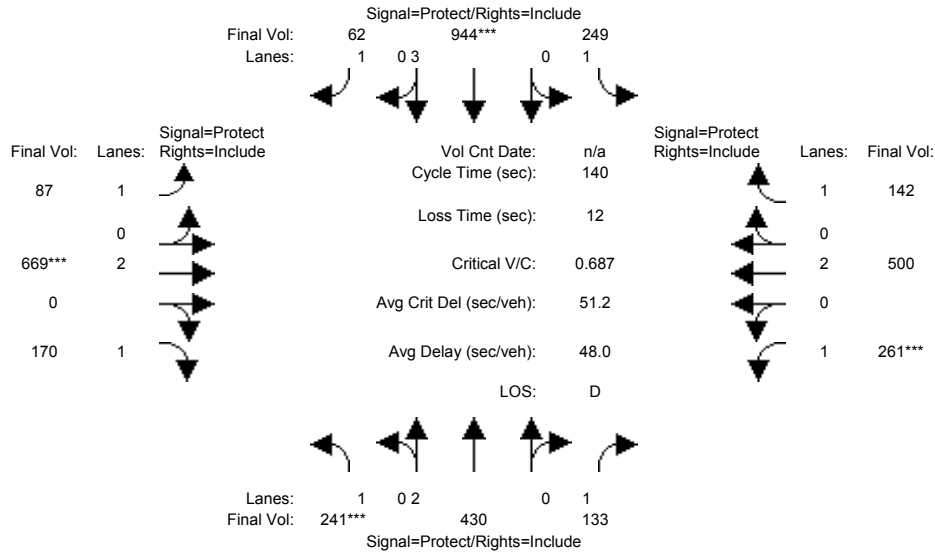 Signal=Protect/Rights=Include
Final Vol: 62 944*** 249
Lanes: 1 0 3 0 1
Signal=Protect
Final Vol: Lanes: Rights=Include
Vol Cnt Date: n/a
Signal=Protect
Rights=Include Lanes: Final Vol:
Cycle Time (sec): 140
87 1
1 142
Loss Time (sec): 12
0
0
669*** 2
Critical V/C: 0.687
2 500
0
Avg Crit Del (sec/veh): 51.2
0
170 1
Avg Delay (sec/veh): 48.0
1 261***
LOS: D
Lanes: 1 0 2 0 1
Final Vol: 241*** 430 133
Signal=Protect/Rights=Include